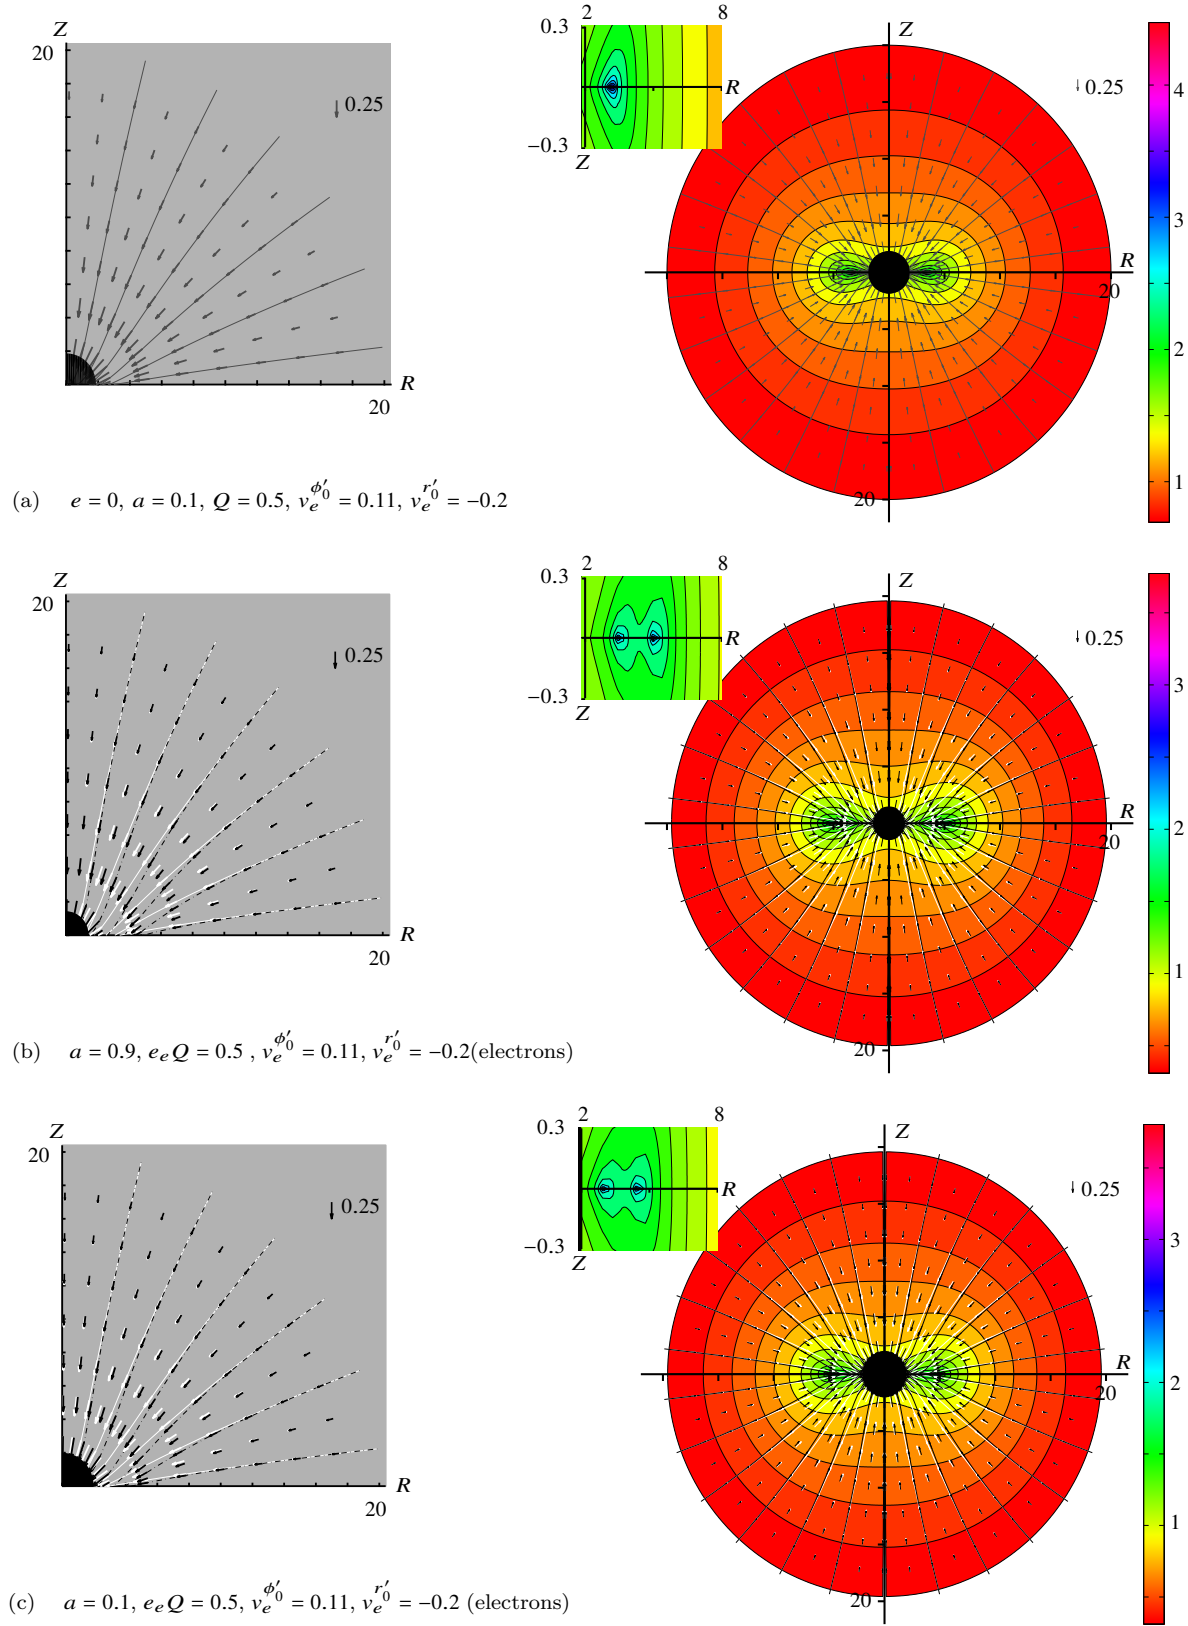 Z
20
0.25
R
20
2
8
0.3
R
−0.3
Z
Z
0.25
R
20
20
4
3
2
1
(a) e = 0, a = 0.1, Q = 0.5, v_e^{ϕ′_0} = 0.11, v_e^{r′_0} = −0.2
Z
20
0.25
R
20
2
8
0.3
R
−0.3
Z
Z
0.25
R
20
20
3
2
1
(b) a = 0.9, e_e Q = 0.5 , v_e^{ϕ′_0} = 0.11, v_e^{r′_0} = −0.2(electrons)
Z
20
0.25
R
20
2
8
0.3
R
−0.3
Z
Z
0.25
R
20
20
3
2
1
(c) a = 0.1, e_e Q = 0.5, v_e^{ϕ′_0} = 0.11, v_e^{r′_0} = −0.2 (electrons)